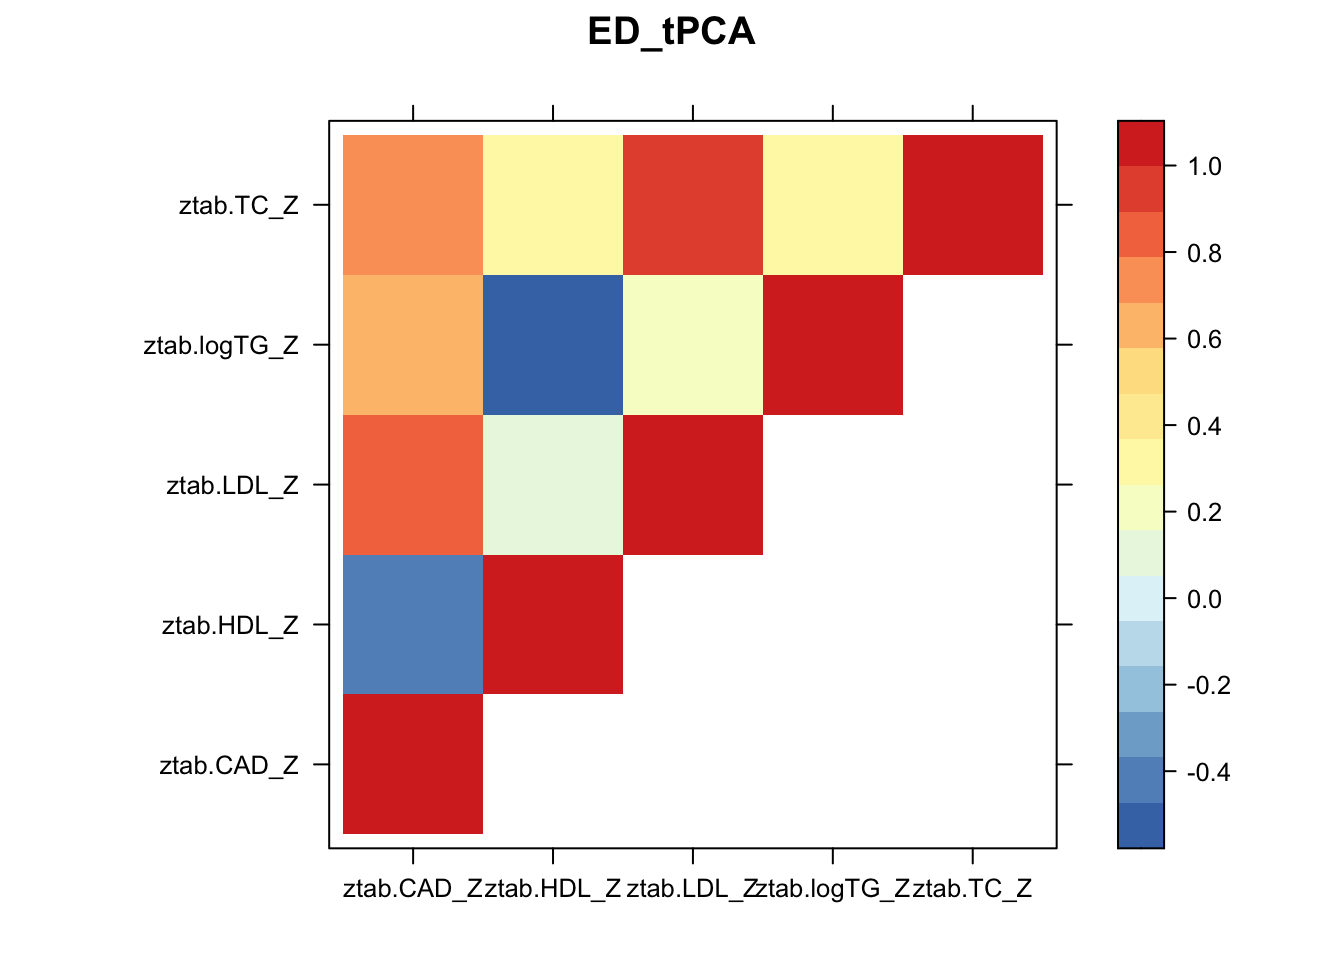 ED_tPCA
ztab.TC_Z
ztab.logTG_Z
ztab.LDL_Z
ztab.HDL_Z
ztab.CAD_Z
ztab.CAD_Z ztab.HDL_Z ztab.LDL_Z ztab.logTG_Z ztab.TC_Z
1.0
0.8
0.6
0.4
0.2
0.0
-0.2
-0.4